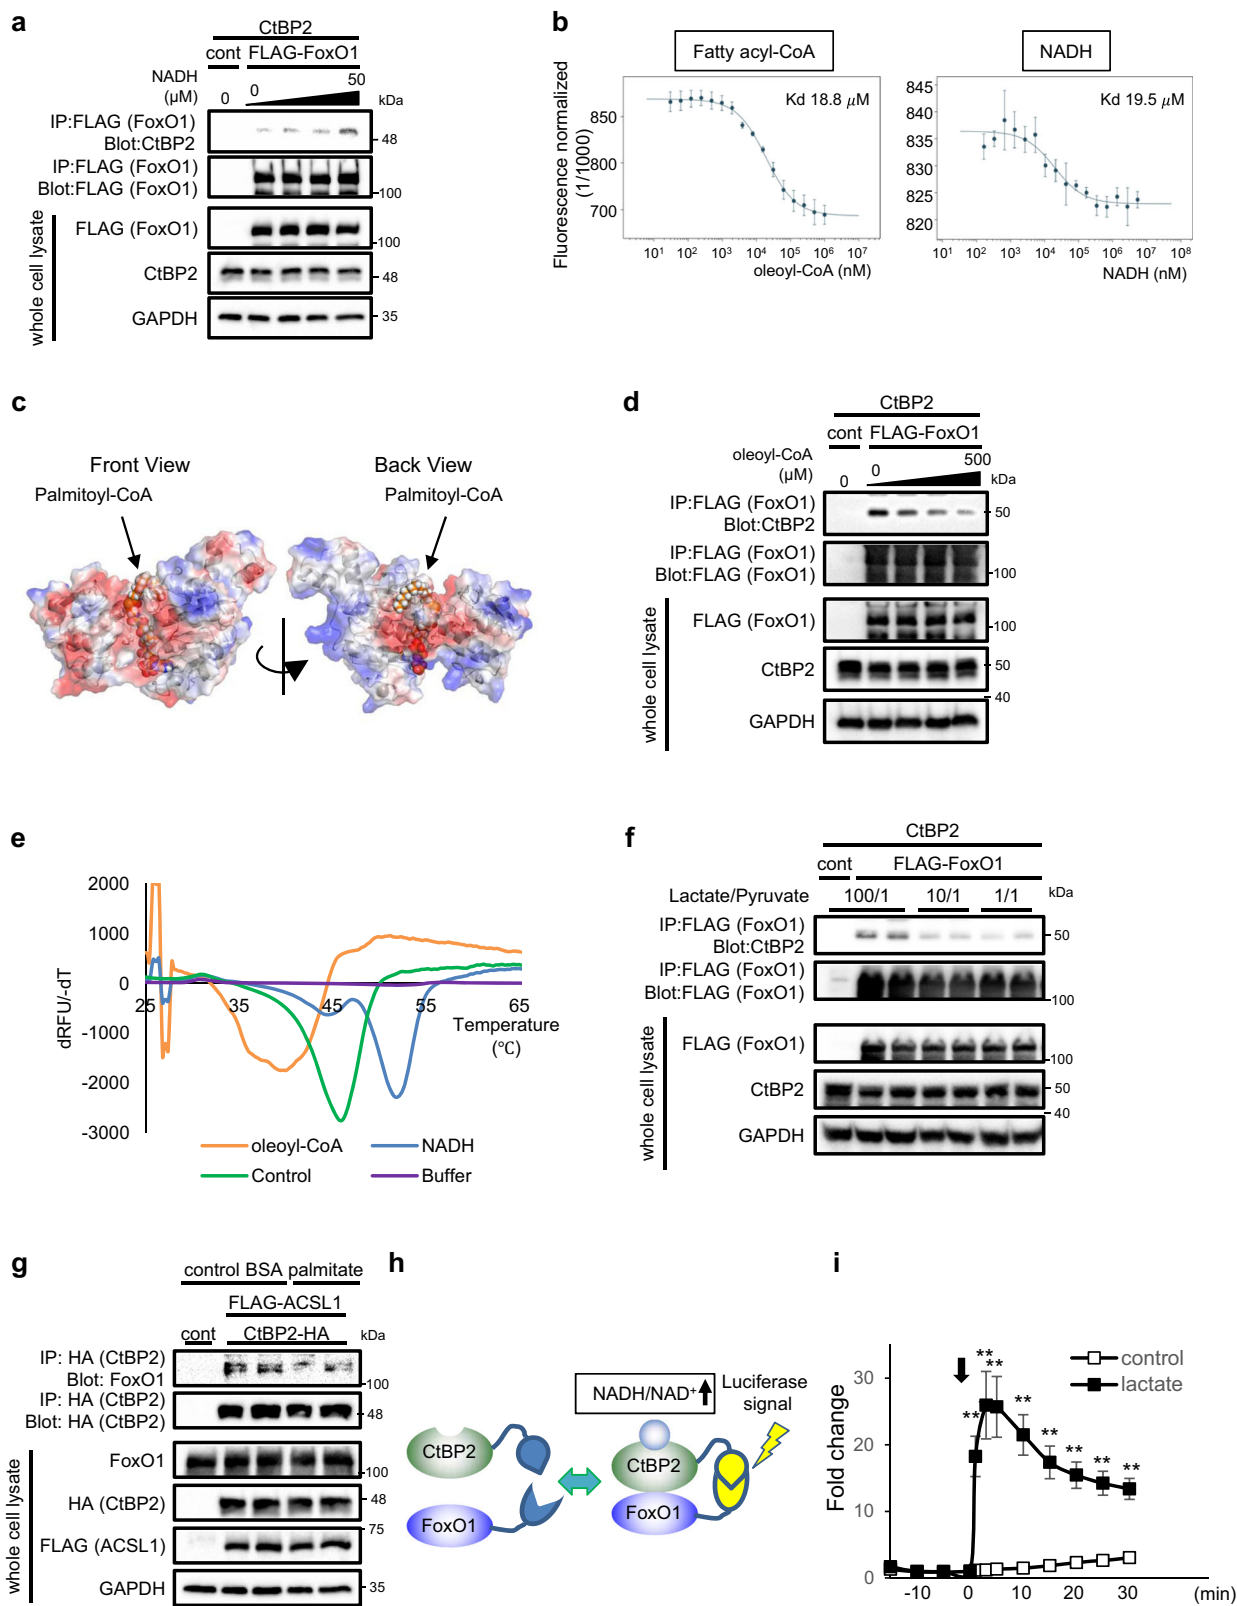 a
CtBP2
cont FLAG-FoxO1
NADH
(µM)
0 0 50
kDa
IP:FLAG (FoxO1)
Blot:CtBP2
48
IP:FLAG (FoxO1)
Blot:FLAG (FoxO1)
100
whole cell lysate
FLAG (FoxO1)
100
CtBP2
48
GAPDH
35
b
Fatty acyl-CoA
NADH
Fluorescence normalized
(1/1000)
850
800
700
Kd 18.8 µM
10¹ 10² 10³ 10⁴ 10⁵ 10⁶ 10⁷
oleoyl-CoA (nM)
845
840
835
830
825
820
Kd 19.5 µM
10¹ 10² 10³ 10⁴ 10⁵ 10⁶ 10⁷ 10⁸
NADH (nM)
c
Front View
Palmitoyl-CoA
Back View
Palmitoyl-CoA
d
CtBP2
cont FLAG-FoxO1
oleoyl-CoA
(µM)
0 0 500
kDa
IP:FLAG (FoxO1)
Blot:CtBP2
50
IP:FLAG (FoxO1)
Blot:FLAG (FoxO1)
100
whole cell lysate
FLAG (FoxO1)
100
CtBP2
50
40
GAPDH
e
dRFU/-dT
2000
1000
0
-1000
-2000
-3000
25 35 45 55 65
Temperature
(℃)
oleoyl-CoA NADH
Control Buffer
f
CtBP2
cont FLAG-FoxO1
Lactate/Pyruvate 100/1 10/1 1/1 kDa
IP:FLAG (FoxO1)
Blot:CtBP2
50
IP:FLAG (FoxO1)
Blot:FLAG (FoxO1)
100
whole cell lysate
FLAG (FoxO1)
100
CtBP2
50
40
GAPDH
g
control BSA palmitate
FLAG-ACSL1
cont CtBP2-HA kDa
IP: HA (CtBP2)
Blot: FoxO1
100
IP: HA (CtBP2)
Blot: HA (CtBP2)
48
whole cell lysate
FoxO1
100
HA (CtBP2)
48
75
FLAG (ACSL1)
GAPDH
35
h
CtBP2
FoxO1
NADH/NAD⁺
Luciferase
signal
CtBP2
FoxO1
i
Fold change
30
20
10
0
-10 0 10 20 30 (min)
control
lactate
**
**
**
**
**
**
**
**